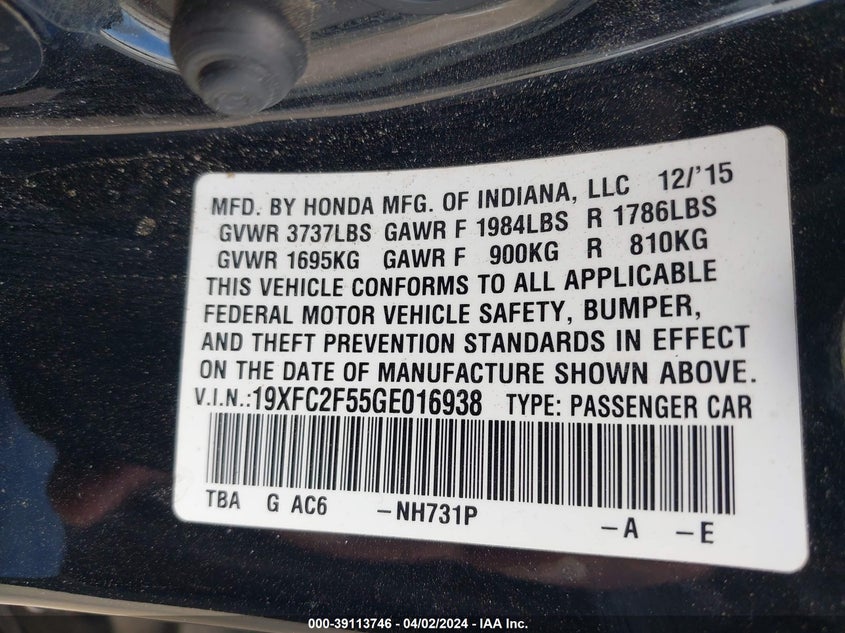 MFD. BY HONDA MFG. OF INDIANA, LLC 12/'15
GVWR 3737LBS GAWR F 1984LBS R 1786LBS
GVWR 1695KG GAWR F 900KG R 810KG
THIS VEHICLE CONFORMS TO ALL APPLICABLE
FEDERAL MOTOR VEHICLE SAFETY, BUMPER,
AND THEFT PREVENTION STANDARDS IN EFFECT
ON THE DATE OF MANUFACTURE SHOWN ABOVE.
V.I.N.:19XFC2F55GE016938 TYPE: PASSENGER CAR
TBA G AC6 -NH731P -A -E
000-39113746 - 04/02/2024 - IAA Inc.